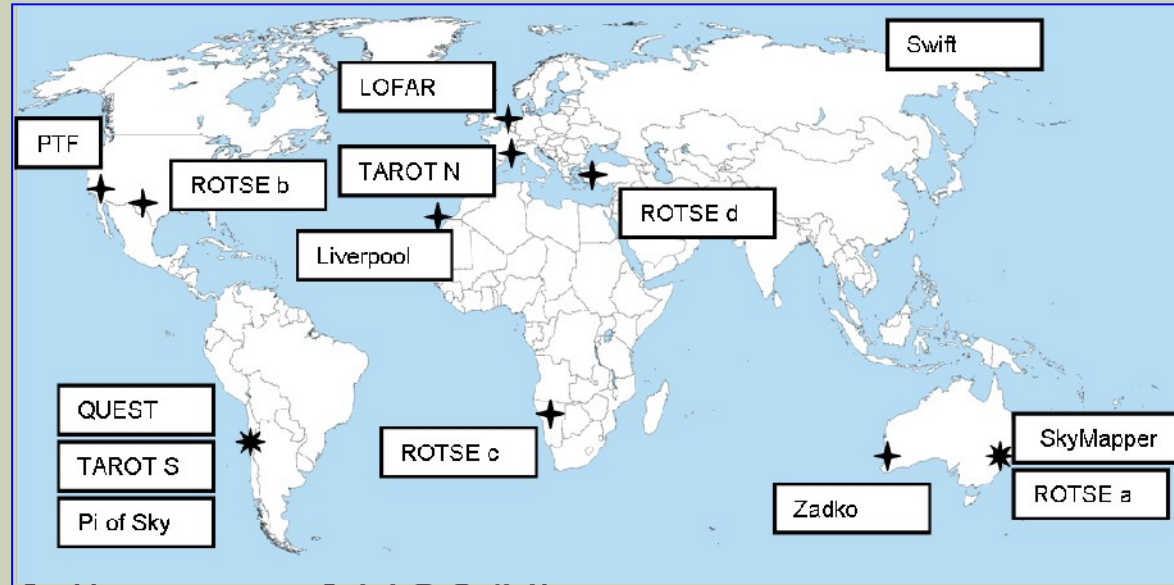 Swift
LOFAR
PTF
TAROT N
ROTSE b
ROTSE d
Liverpool
QUEST
TAROT S
Pi of Sky
ROTSE c
SkyMapper
ROTSE a
Zadko